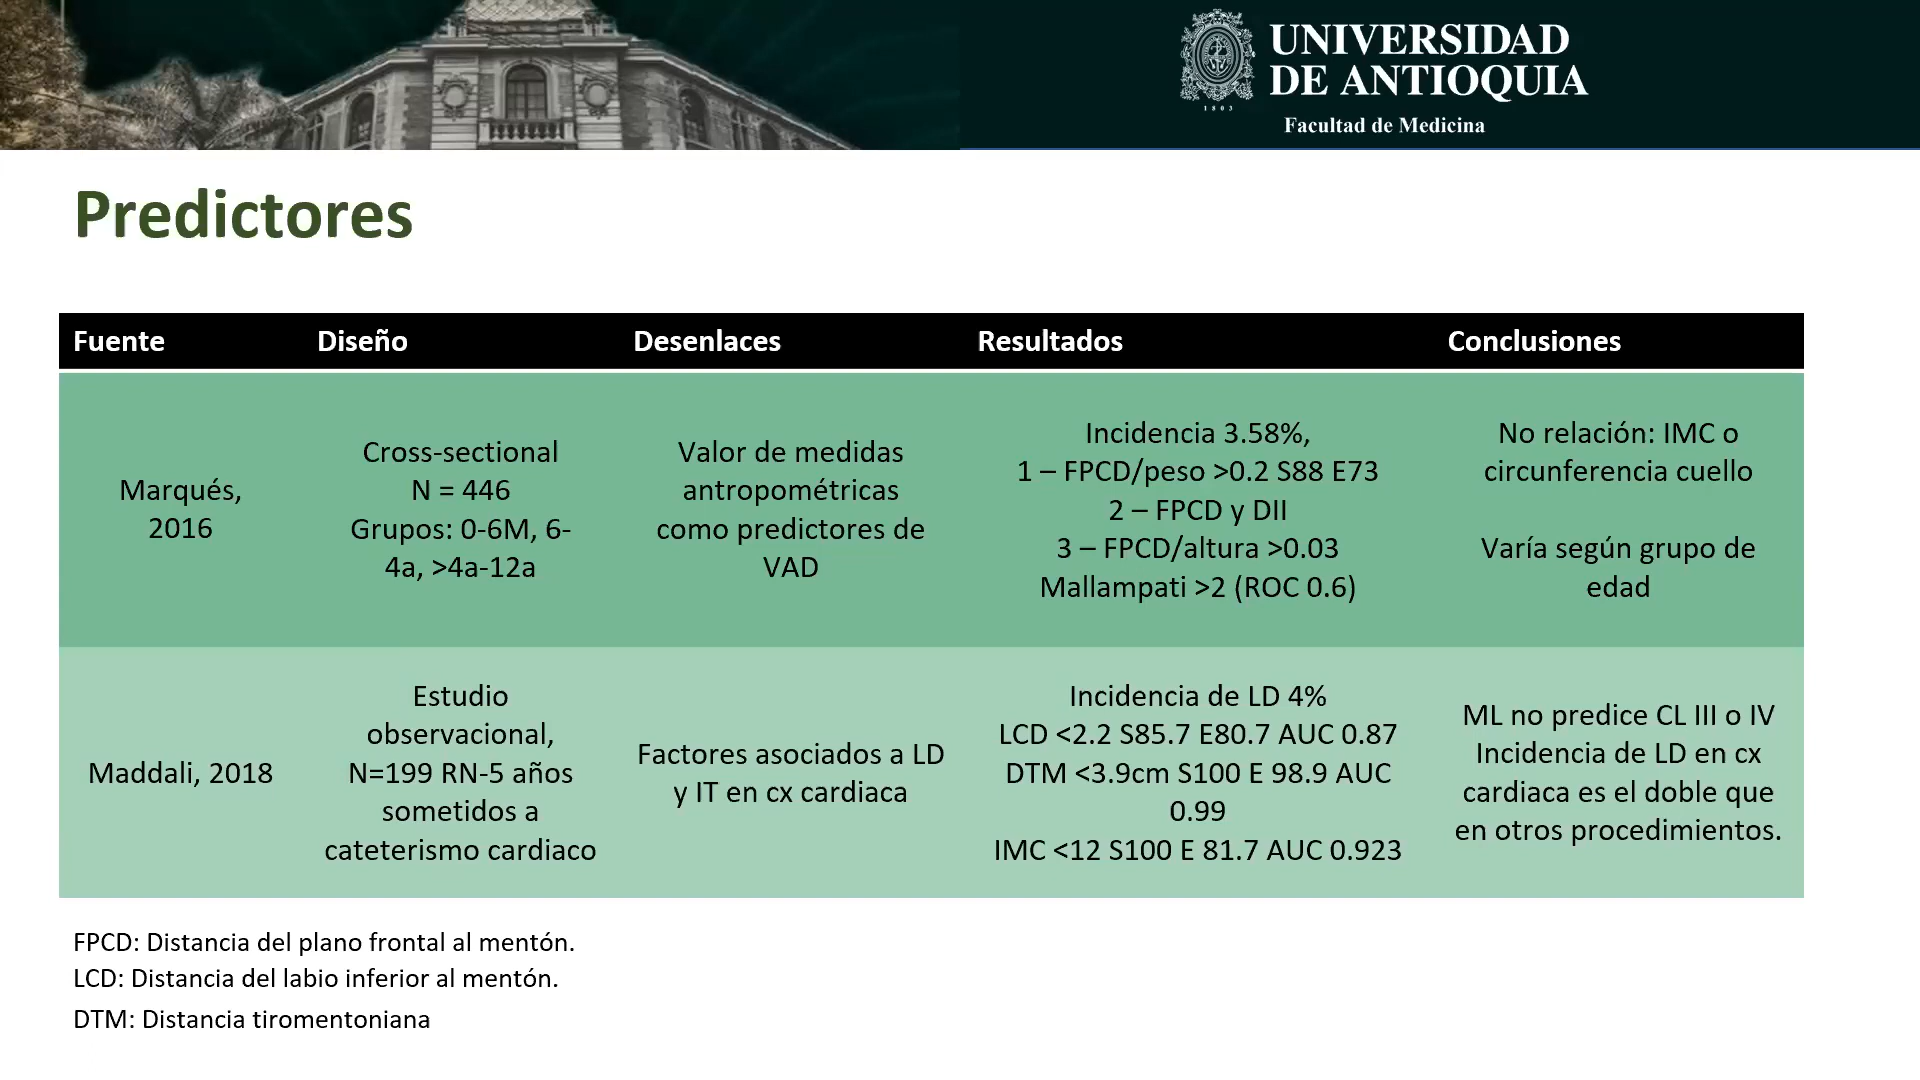 UNIVERSIDAD
DE ANTIOQUIA
1803
Facultad de Medicina
Predictores
Fuente
Diseño
Desenlaces
Resultados
Conclusiones
Marqués,
2016
Cross-sectional
N = 446
Grupos: 0-6M, 6-
4a, >4a-12a
Valor de medidas
antropométricas
como predictores de
VAD
Incidencia 3.58%,
1 – FPCD/peso >0.2 S88 E73
2 – FPCD y DII
3 – FPCD/altura >0.03
Mallampati >2 (ROC 0.6)
No relación: IMC o
circunferencia cuello
Varía según grupo de
edad
Maddali, 2018
Estudio
observacional,
N=199 RN-5 años
sometidos a
cateterismo cardiaco
Factores asociados a LD
y IT en cx cardiaca
Incidencia de LD 4%
LCD <2.2 S85.7 E80.7 AUC 0.87
DTM <3.9cm S100 E 98.9 AUC
0.99
IMC <12 S100 E 81.7 AUC 0.923
ML no predice CL III o IV
Incidencia de LD en cx
cardiaca es el doble que
en otros procedimientos.
FPCD: Distancia del plano frontal al mentón.
LCD: Distancia del labio inferior al mentón.
DTM: Distancia tiromentoniana